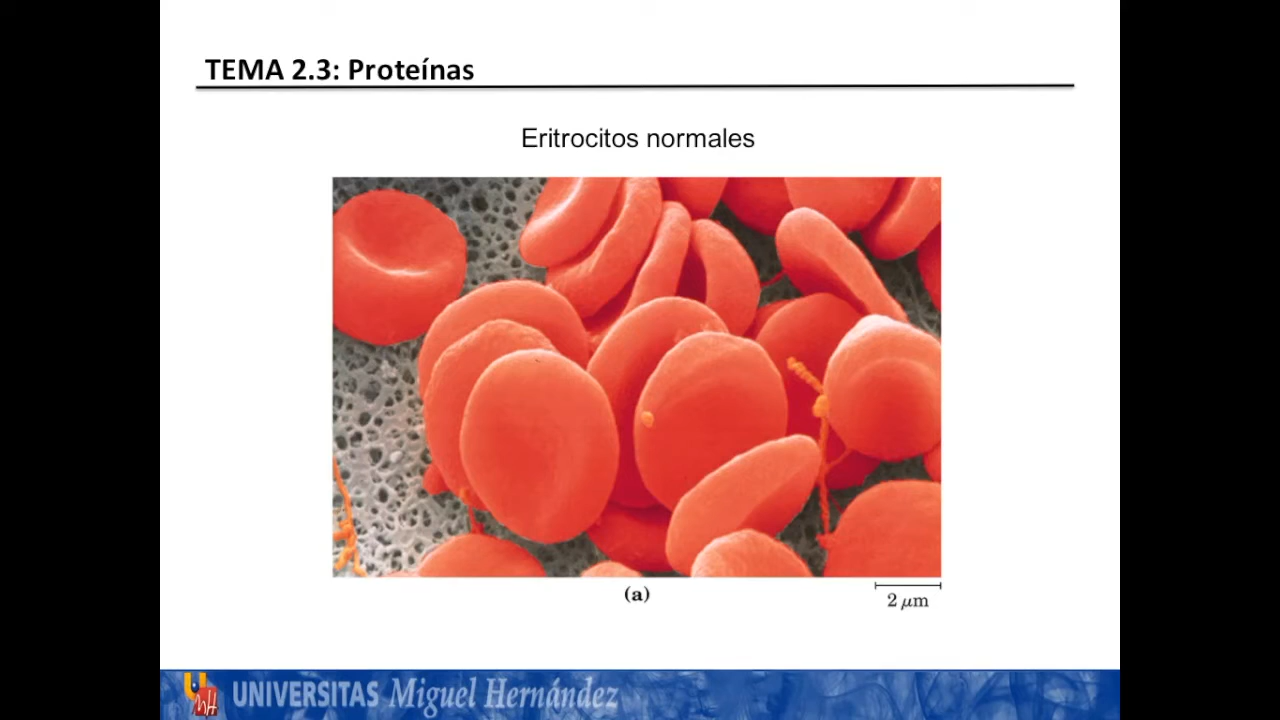 TEMA 2.3: Proteínas
Eritrocitos normales
(a)
2 μm
UNIVERSITAS Miguel Hernández